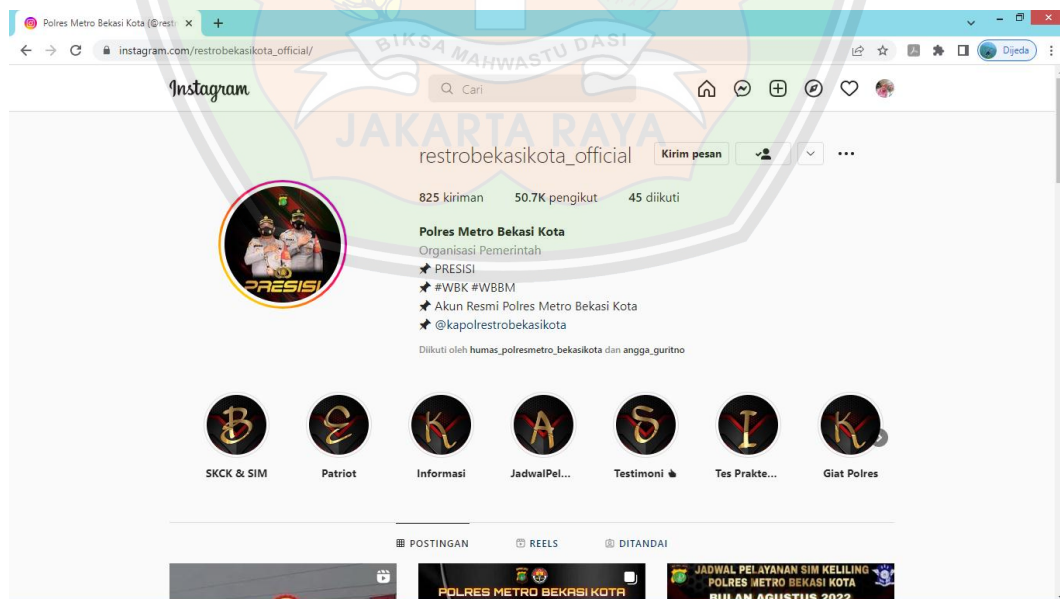 Polres Metro Bekasi Kota (@restr
instagram.com/restrobekasikota_official/
Dijeda
BIKSA MAHWASTU DASI
JAKARTA RAYA
Instagram
Cari
restrobekasikota_official
Kirim pesan
825 kiriman 50.7K pengikut 45 diikuti
Polres Metro Bekasi Kota
Organisasi Pemerintah
PRESISI
#WBK #WBBM
Akun Resmi Polres Metro Bekasi Kota
@kapolrestrobekasikota
Diikuti oleh humas_polresmetro_bekasikota dan angga_guritno
PRESISI
B E K A S I K
SKCK & SIM Patriot Informasi JadwalPel... Testimoni Tes Prakte... Giat Polres
POSTINGAN REELS DITANDAI
POLRES METRO BEKASI KOTA
JADWAL PELAYANAN SIM KELILING
POLRES METRO BEKASI KOTA
BULAN AGUSTUS 2022